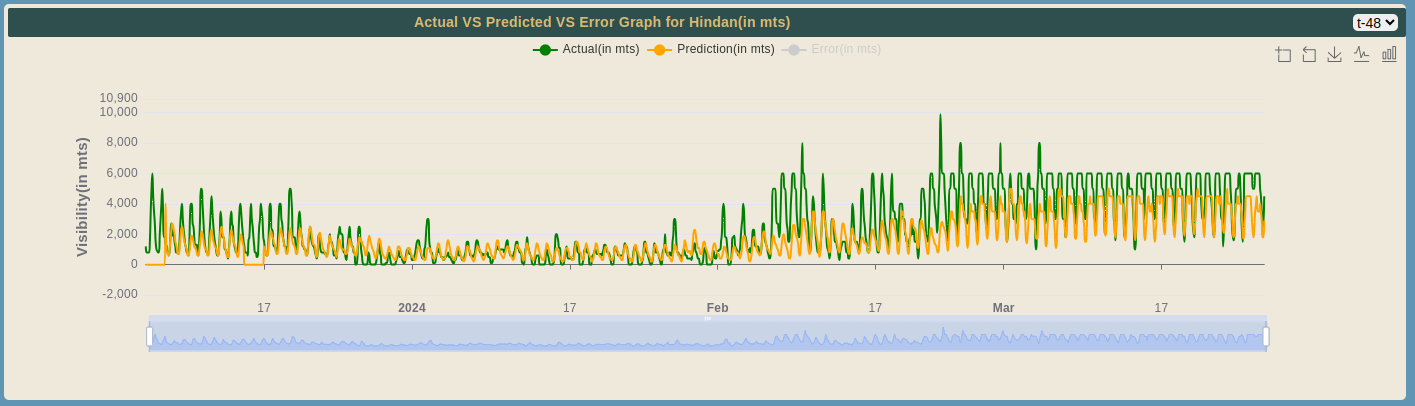 Actual VS Predicted VS Error Graph for Hindan(in mts)
t-48
Actual(in mts) Prediction(in mts) Error(in mts)
Visibility(in mts)
10,900
10,000
8,000
6,000
4,000
2,000
0
-2,000
17 2024 17 Feb 17 Mar 17